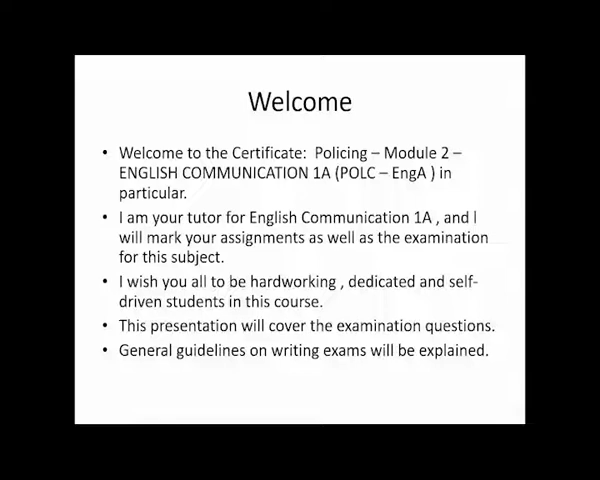 Welcome
• Welcome to the Certificate:  Policing – Module 2 –
ENGLISH COMMUNICATION 1A (POLC – EngA ) in
particular.
• I am your tutor for English Communication 1A , and I
will mark your assignments as well as the examination
for this subject.
• I wish you all to be hardworking , dedicated and self-
driven students in this course.
• This presentation will cover the examination questions.
• General guidelines on writing exams will be explained.